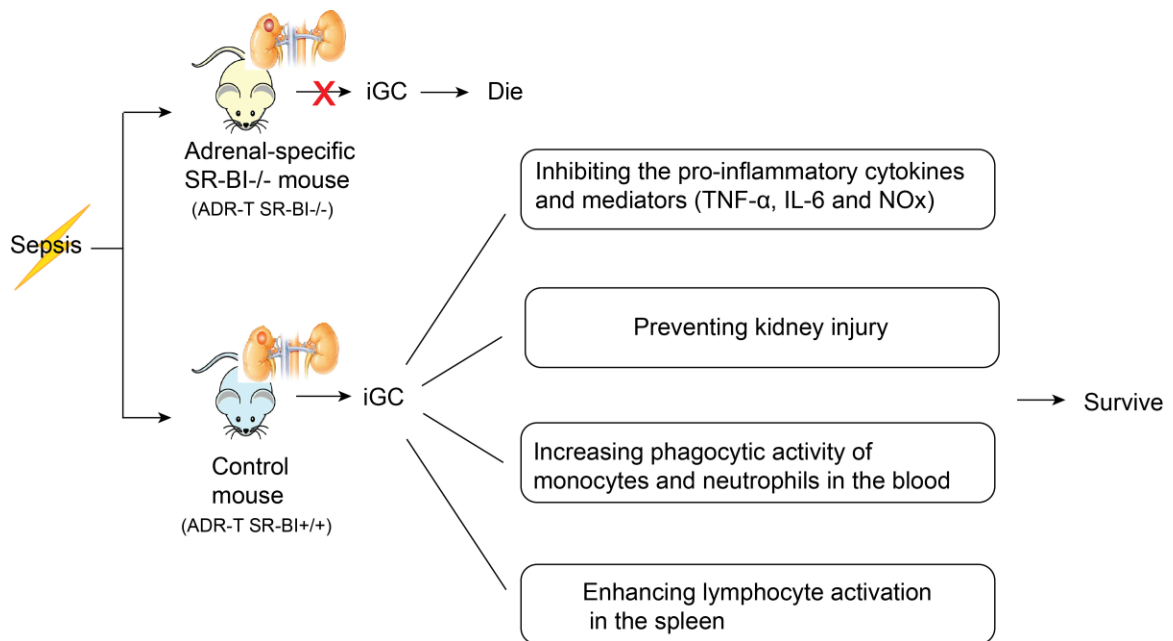 Sepsis
X
iGC
Die
Adrenal-specific
SR-BI-/- mouse
(ADR-T SR-BI-/-)
iGC
Control
mouse
(ADR-T SR-BI+/+)
Inhibiting the pro-inflammatory cytokines
and mediators (TNF-α, IL-6 and NOx)
Preventing kidney injury
Increasing phagocytic activity of
monocytes and neutrophils in the blood
Enhancing lymphocyte activation
in the spleen
Survive